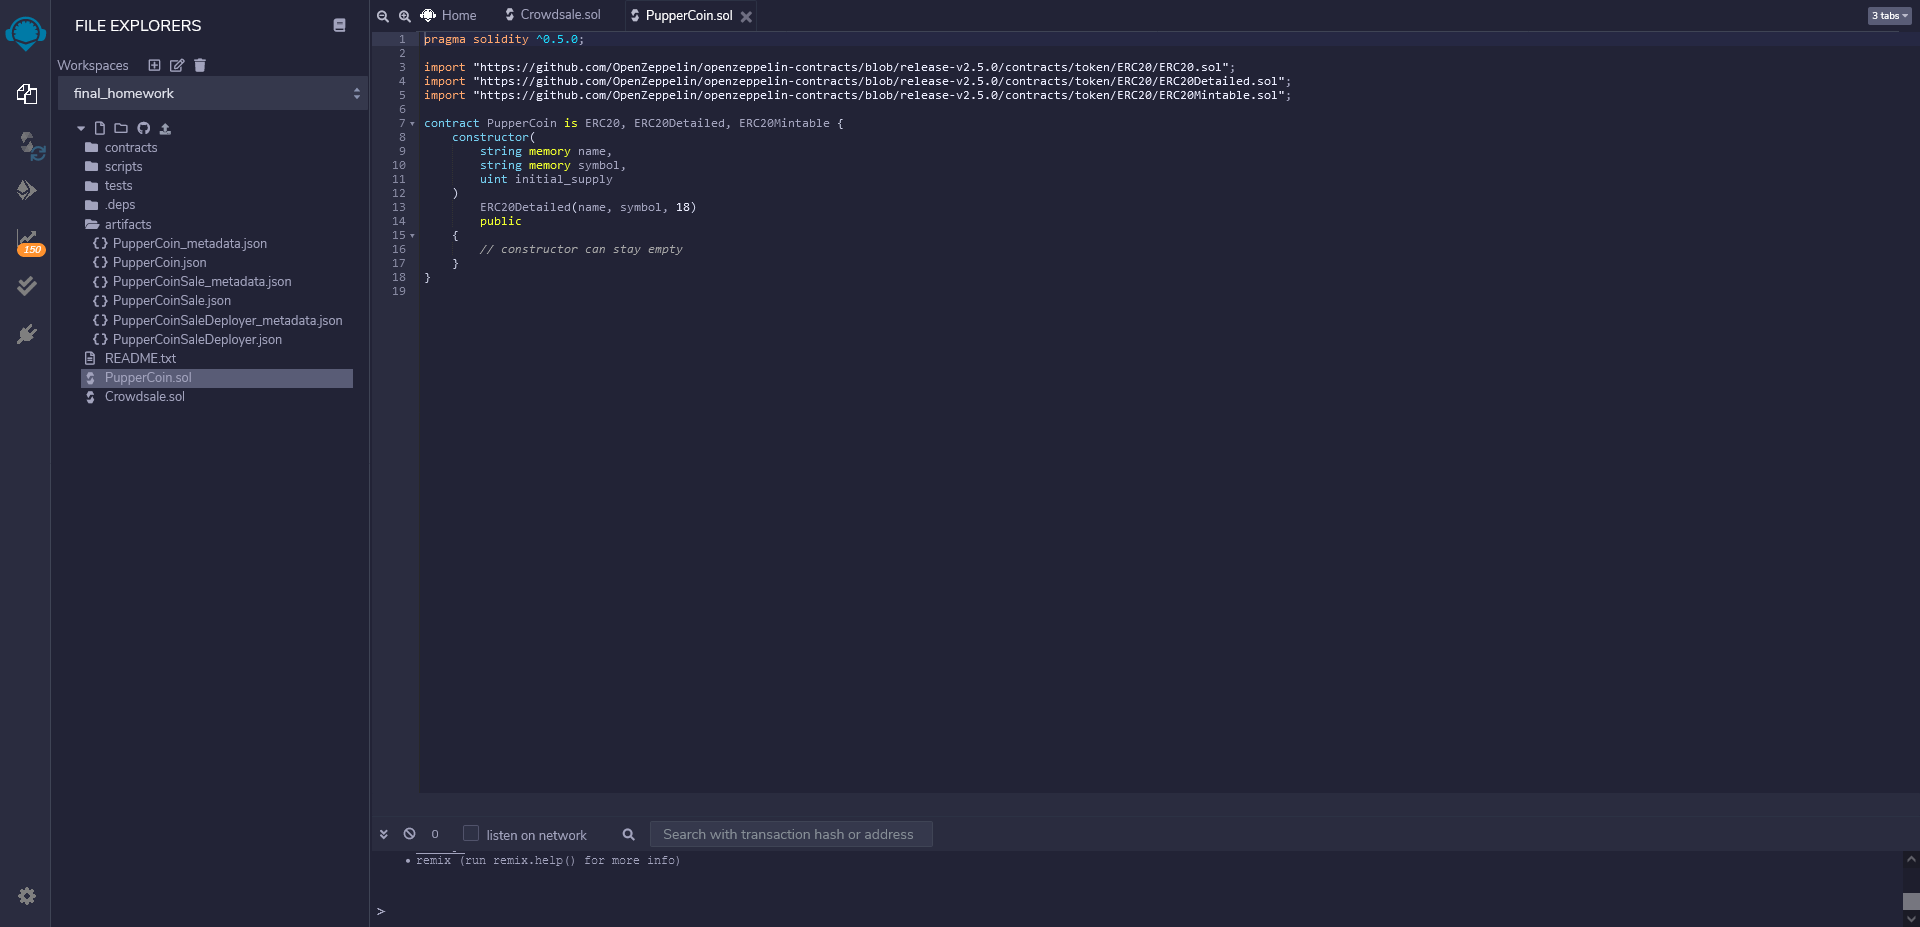 FILE EXPLORERS
Workspaces
final_homework
contracts
scripts
tests
.deps
artifacts
PupperCoin_metadata.json
PupperCoin.json
PupperCoinSale_metadata.json
PupperCoinSale.json
PupperCoinSaleDeployer_metadata.json
PupperCoinSaleDeployer.json
README.txt
PupperCoin.sol
Crowdsale.sol
150
Home Crowdsale.sol PupperCoin.sol 3 tabs
1 pragma solidity ^0.5.0;
2
3 import "https://github.com/OpenZeppelin/openzeppelin-contracts/blob/release-v2.5.0/contracts/token/ERC20/ERC20.sol";
4 import "https://github.com/OpenZeppelin/openzeppelin-contracts/blob/release-v2.5.0/contracts/token/ERC20/ERC20Detailed.sol";
5 import "https://github.com/OpenZeppelin/openzeppelin-contracts/blob/release-v2.5.0/contracts/token/ERC20/ERC20Mintable.sol";
6
7 contract PupperCoin is ERC20, ERC20Detailed, ERC20Mintable {
8 constructor(
9 string memory name,
10 string memory symbol,
11 uint initial_supply
12 )
13 ERC20Detailed(name, symbol, 18)
14 public
15 {
16 // constructor can stay empty
17 }
18 }
19
0 listen on network Search with transaction hash or address
• remix (run remix.help() for more info)
>